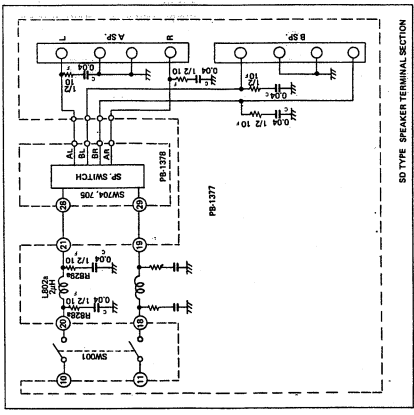 SD TYPE SPEAKER TERMINAL SECTION
L
A SP.
R
B SP.
0.04
C
1/2 10
r
0.04
C
1/2 10
r
0.04
C
1/2
10 r
0.04
C
1/2 10
r
AL
BL
BR
AR
SP. SWITCH
SW704, 705
PB-1378
PB-1377
28
29
21
19
L802a
2μH
C
0.04
1/2 10
R829a
C
0.04
1/2 10
R828a
20
18
SW001
10
11